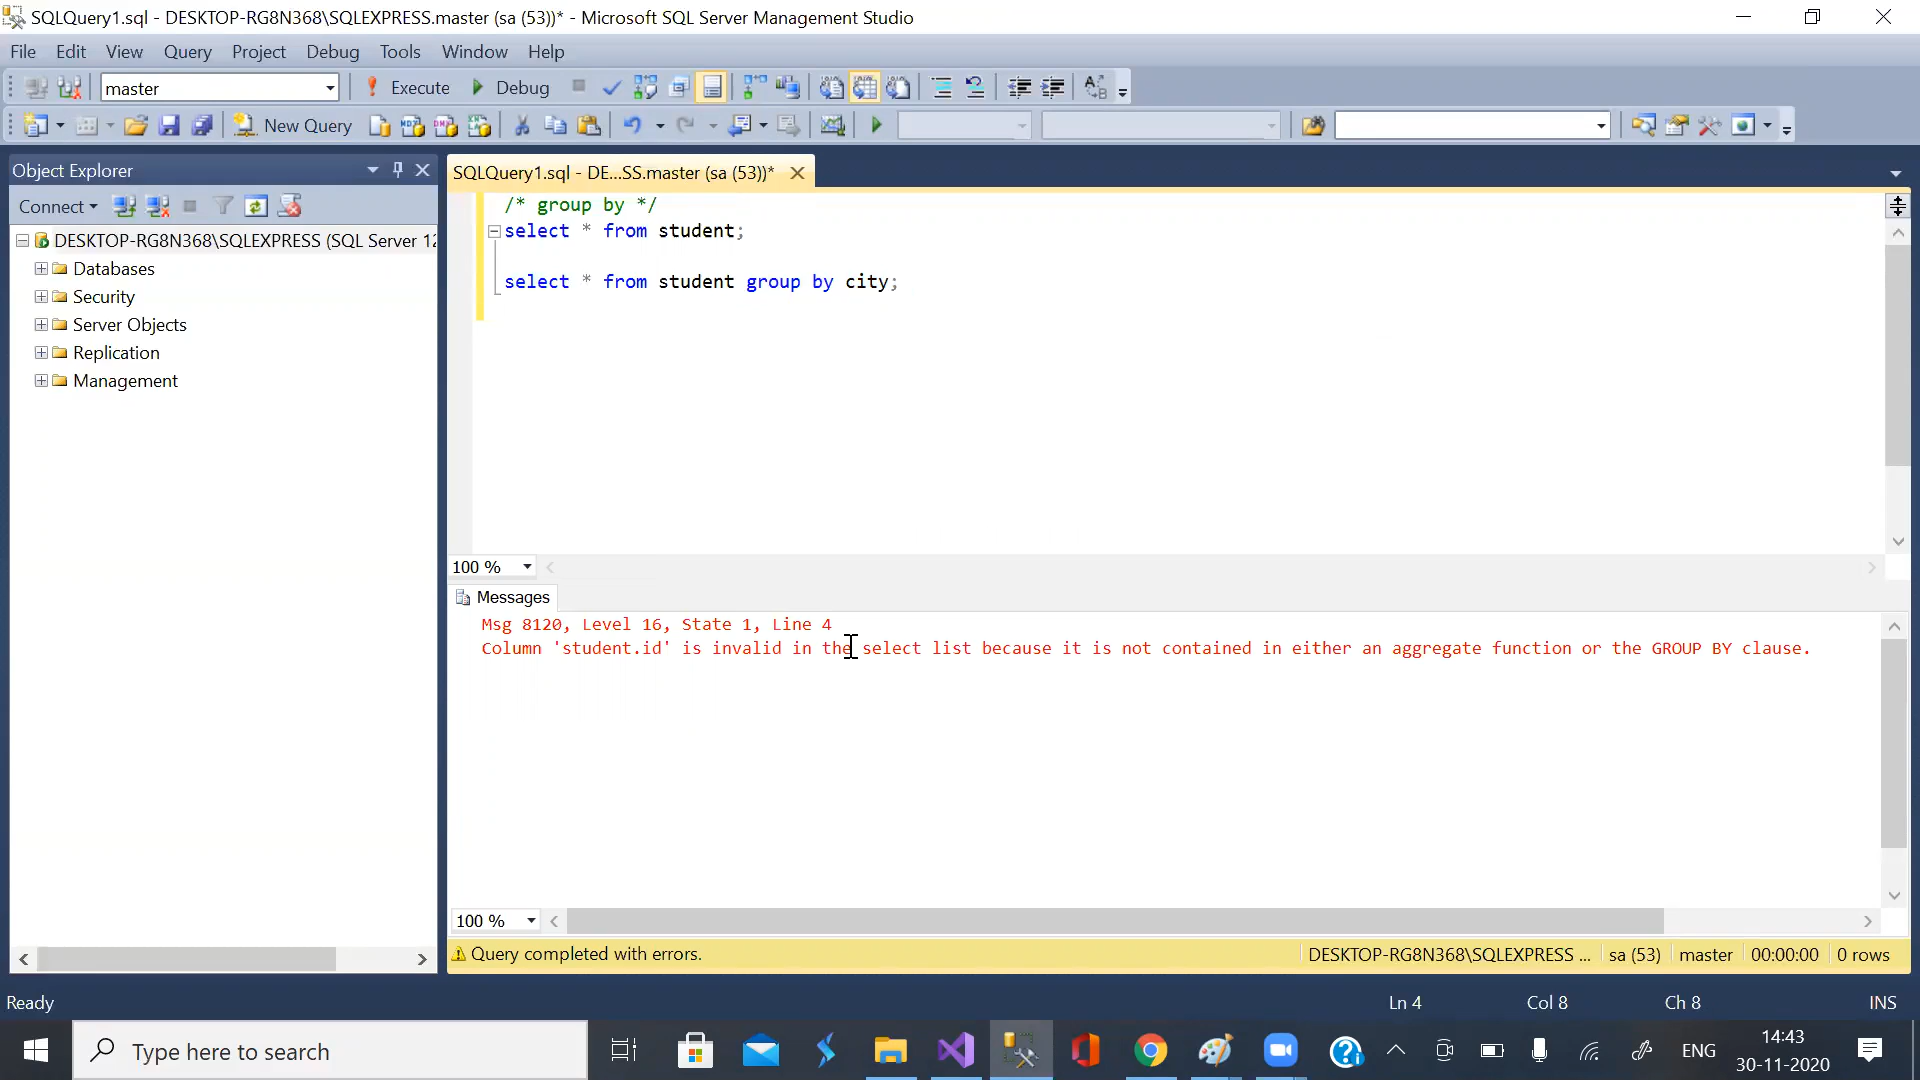 SQLQuery1.sql - DESKTOP-RG8N368\SQLEXPRESS.master (sa (53))* - Microsoft SQL Server Management Studio
File Edit View Query Project Debug Tools Window Help
master Execute Debug
New Query
Object Explorer
Connect
DESKTOP-RG8N368\SQLEXPRESS (SQL Server 12
Databases
Security
Server Objects
Replication
Management
SQLQuery1.sql - DE...SS.master (sa (53))*
/* group by */
select * from student;
select * from student group by city;
100 %
Messages
Msg 8120, Level 16, State 1, Line 4
Column 'student.id' is invalid in the select list because it is not contained in either an aggregate function or the GROUP BY clause.
100 %
Query completed with errors. DESKTOP-RG8N368\SQLEXPRESS ... sa (53) master 00:00:00 0 rows
Ready Ln 4 Col 8 Ch 8 INS
Type here to search ENG 14:43
30-11-2020